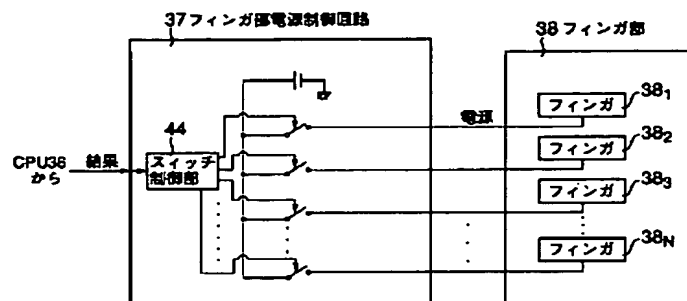 37フィンガ部電源制御回路
38フィンガ部
44
CPU36
から
結果
スイッチ
制御部
電源
フィンガ
38₁
フィンガ
38₂
フィンガ
38₃
フィンガ
38N